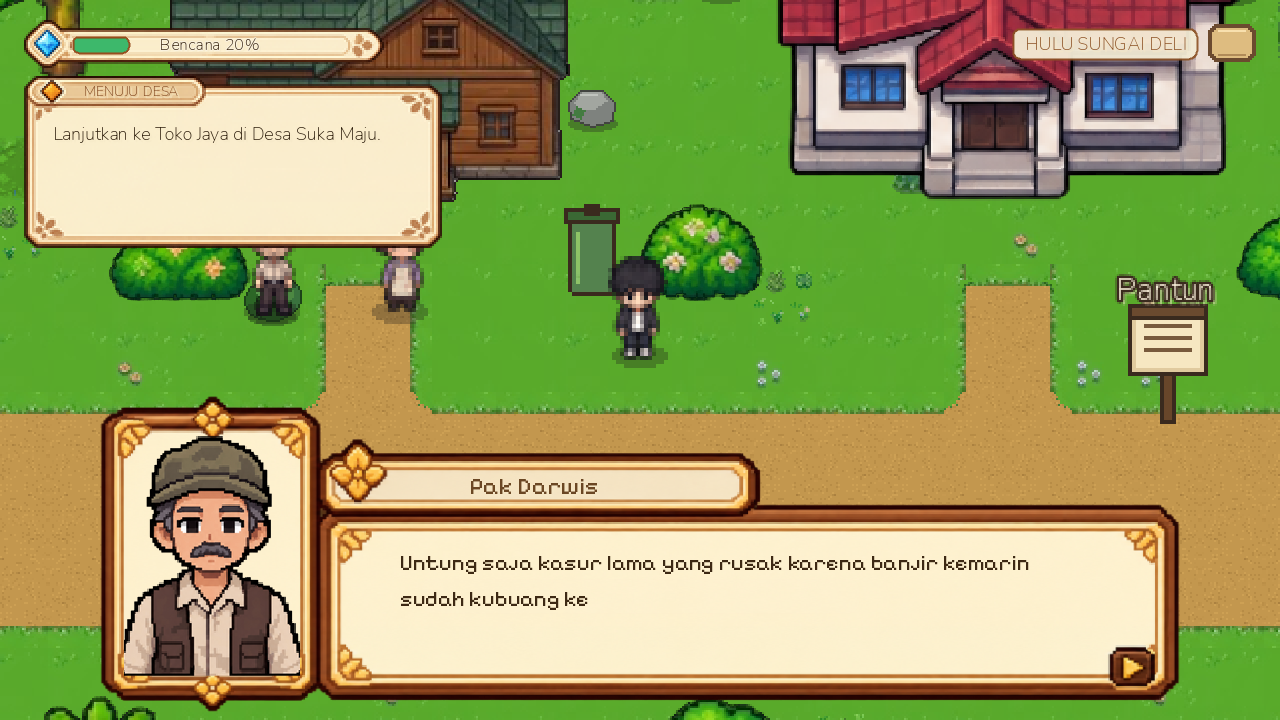 Bencana 20%
HULU SUNGAI DELI
MENUJU DESA
Lanjutkan ke Toko Jaya di Desa Suka Maju.
Pantun
Pak Darwis
Untung saja kasur lama yang rusak karena banjir kemarin
sudah kubuang ke